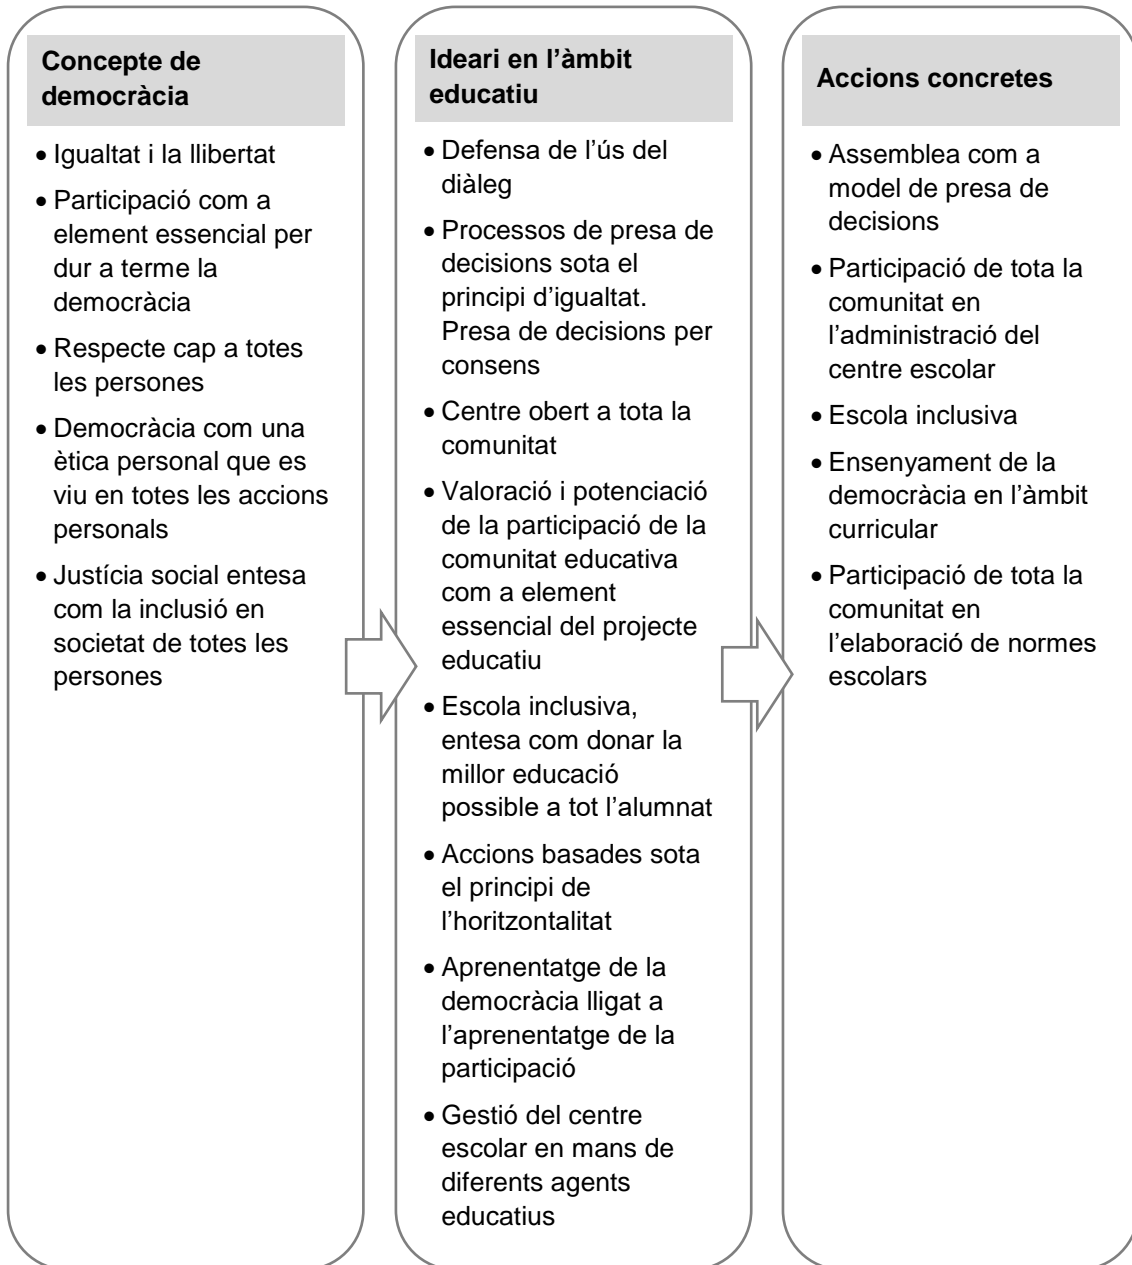 Concepte de
democràcia
• Igualtat i la llibertat
• Participació com a
element essencial per
dur a terme la
democràcia
• Respecte cap a totes
les persones
• Democràcia com una
ètica personal que es
viu en totes les accions
personals
• Justícia social entesa
com la inclusió en
societat de totes les
persones
Ideari en l’àmbit
educatiu
• Defensa de l’ús del
diàleg
• Processos de presa de
decisions sota el
principi d’igualtat.
Presa de decisions per
consens
• Centre obert a tota la
comunitat
• Valoració i potenciació
de la participació de la
comunitat educativa
com a element
essencial del projecte
educatiu
• Escola inclusiva,
entesa com donar la
millor educació
possible a tot l’alumnat
• Accions basades sota
el principi de
l’horitzontalitat
• Aprenentatge de la
democràcia lligat a
l’aprenentatge de la
participació
• Gestió del centre
escolar en mans de
diferents agents
educatius
Accions concretes
• Assemblea com a
model de presa de
decisions
• Participació de tota la
comunitat en
l’administració del
centre escolar
• Escola inclusiva
• Ensenyament de la
democràcia en l’àmbit
curricular
• Participació de tota la
comunitat en
l’elaboració de normes
escolars